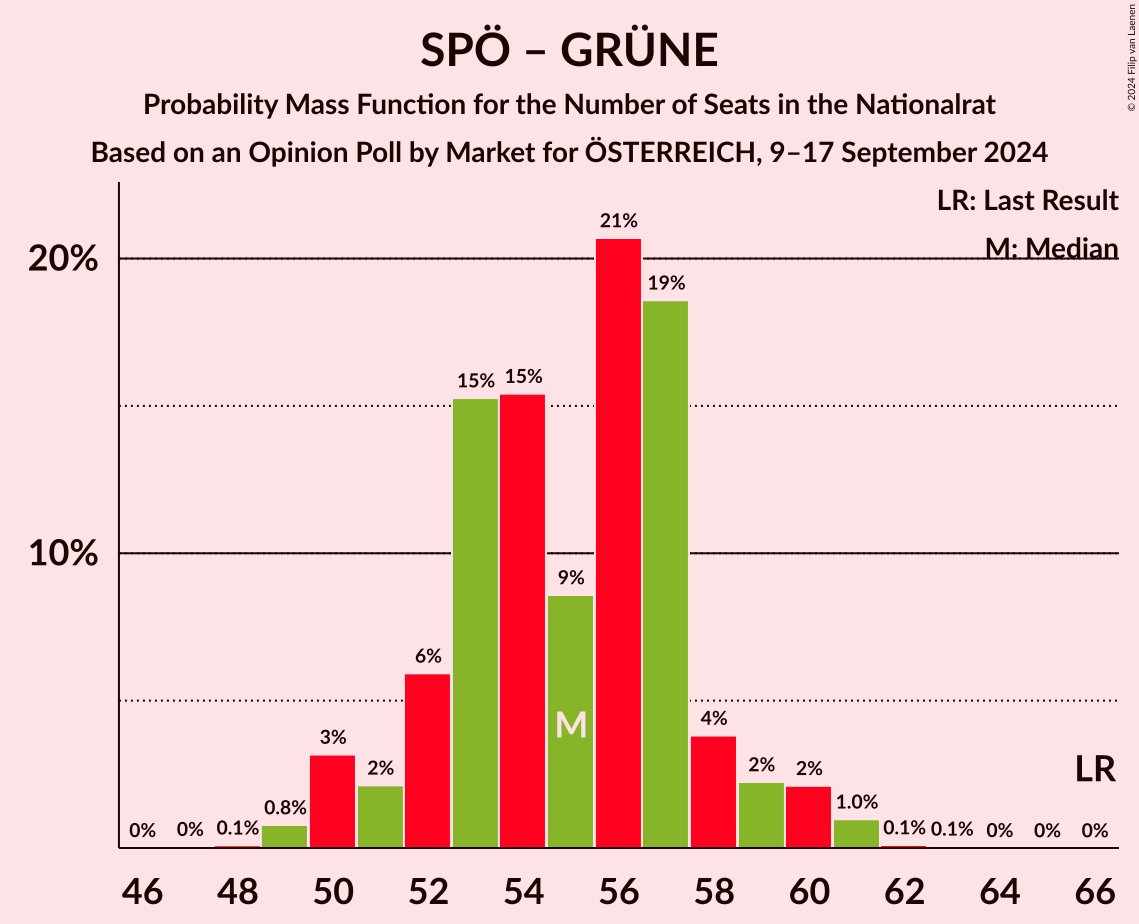 SPÖ – GRÜNE
Probability Mass Function for the Number of Seats in the Nationalrat
Based on an Opinion Poll by Market for ÖSTERREICH, 9–17 September 2024
© 2024 Filip van Laenen
LR: Last Result
M: Median
20%
10%
0%
0%
0.1%
0.8%
3%
2%
6%
15%
15%
9%
21%
19%
4%
2%
2%
1.0%
0.1%
0.1%
0%
0%
0%
M
LR
46 48 50 52 54 56 58 60 62 64 66